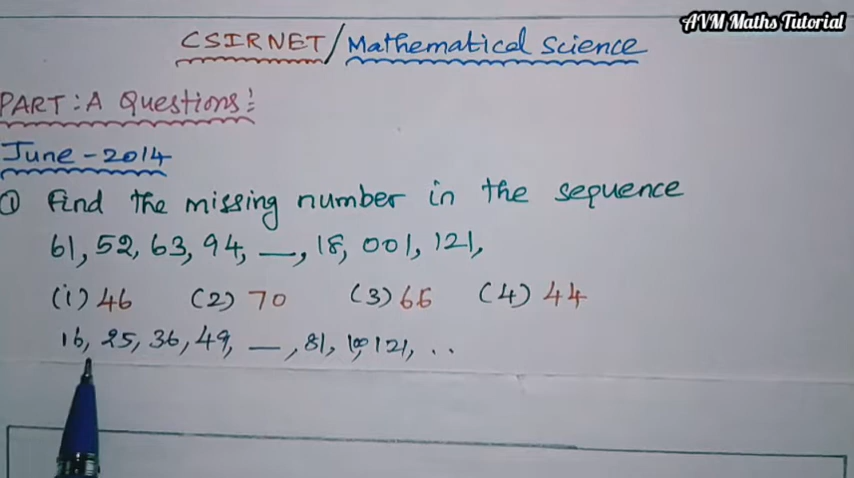 AVM Maths Tutorial
CSIRNET/Mathematical Science
PART:A Questions:
June-2014
① Find the missing number in the sequence
61, 52, 63, 94, __, 18, 001, 121,
(1) 46 (2) 70 (3) 66 (4) 44
16, 25, 36, 49, __, 81, 100, 121, ..